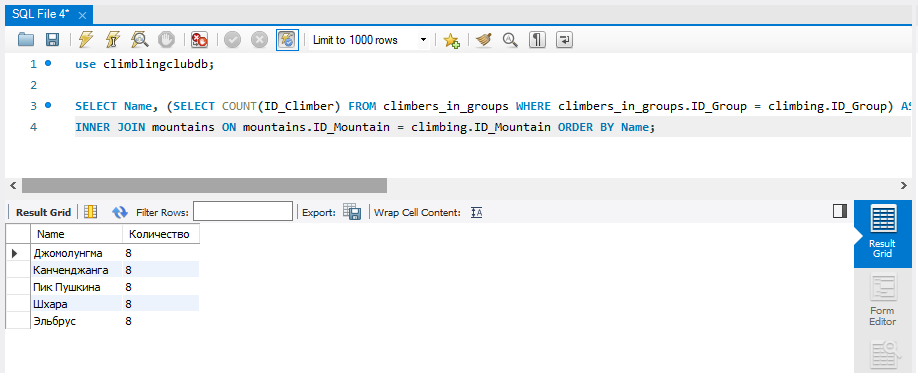 SQL File 4*
Limit to 1000 rows
1 use climblingclubdb;
2
3 SELECT Name, (SELECT COUNT(ID_Climber) FROM climbers_in_groups WHERE climbers_in_groups.ID_Group = climbing.ID_Group) AS
4 INNER JOIN mountains ON mountains.ID_Mountain = climbing.ID_Mountain ORDER BY Name;
Result Grid Filter Rows: Export: Wrap Cell Content:
Name Количество
Джомолунгма 8
Канченджанга 8
Пик Пушкина 8
Шхара 8
Эльбрус 8
Result
Grid
Form
Editor